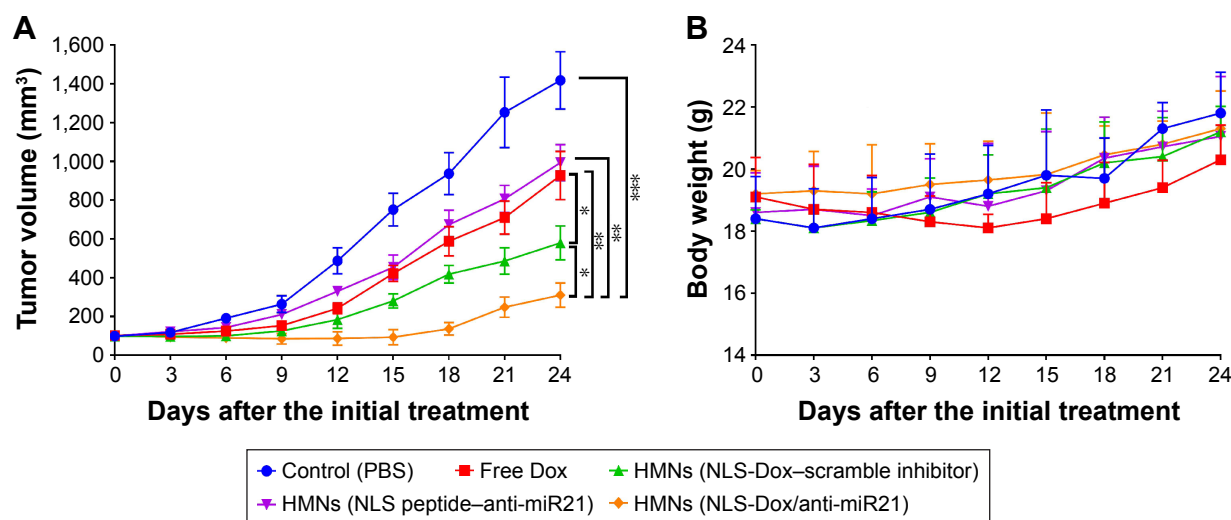 A
Tumor volume (mm³)
1,600
1,400
1,200
1,000
800
600
400
200
0
0 3 6 9 12 15 18 21 24
Days after the initial treatment
*
*
**
**
***
B
Body weight (g)
24
22
20
18
16
14
0 3 6 9 12 15 18 21 24
Days after the initial treatment
Control (PBS) Free Dox HMNs (NLS-Dox–scramble inhibitor)
HMNs (NLS peptide–anti-miR21) HMNs (NLS-Dox/anti-miR21)